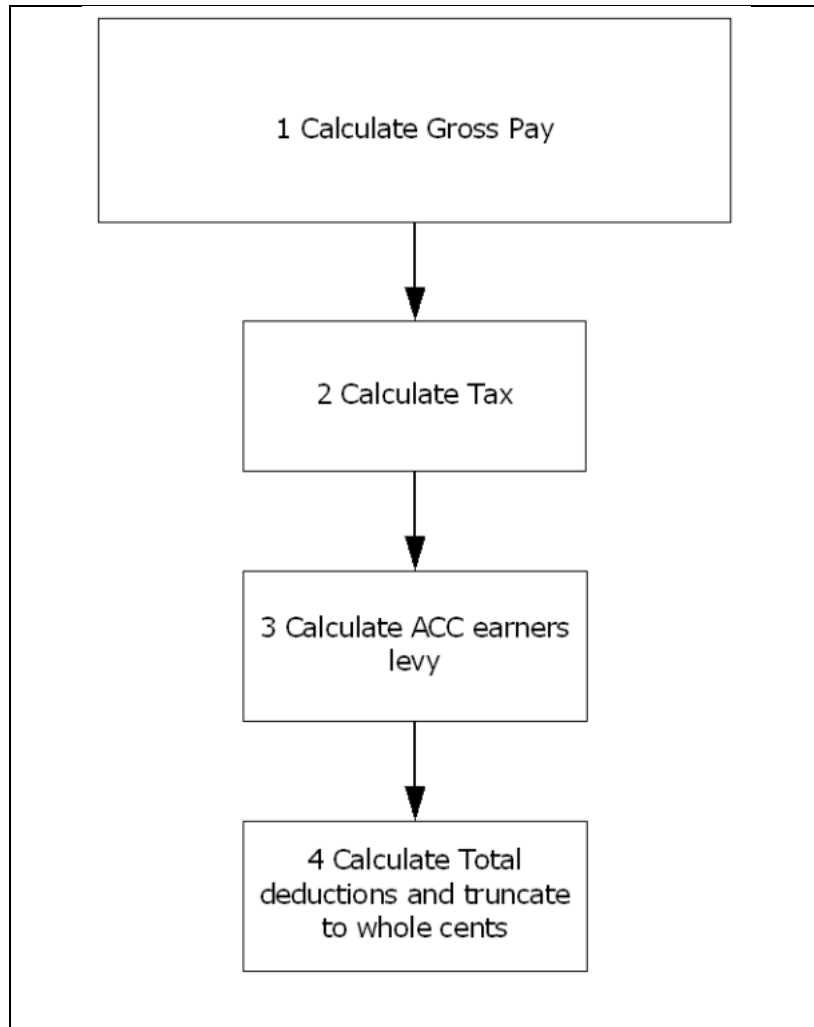 1 Calculate Gross Pay
2 Calculate Tax
3 Calculate ACC earners
levy
4 Calculate Total
deductions and truncate
to whole cents